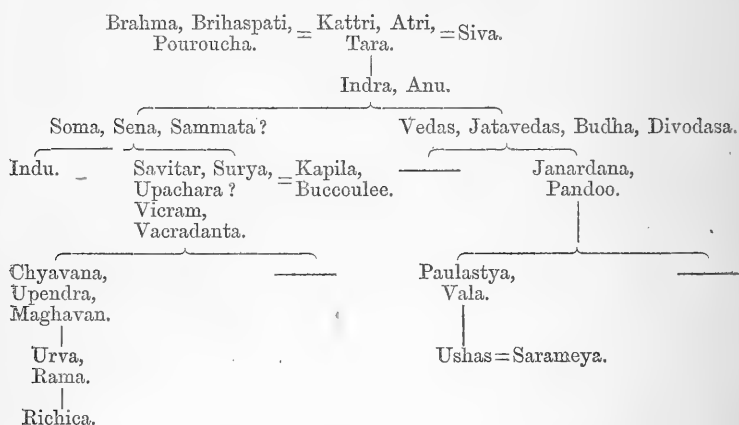 Brahma, Brihaspati, = Kattri, Atri, = Siva.
Pouroucha. Tara.
Indra, Anu.
Soma, Sena, Sammata? Vedas, Jatavedas, Budha, Divodasa.
Indu. Savitar, Surya, = Kapila, Janardana,
Upachara? Buccoulee. Pandoo.
Vicram,
Vacradanta.
Chyavana, Paulastya,
Upendra, Vala.
Maghavan.
Urva, Ushas = Sarameya.
Rama.
Richica.